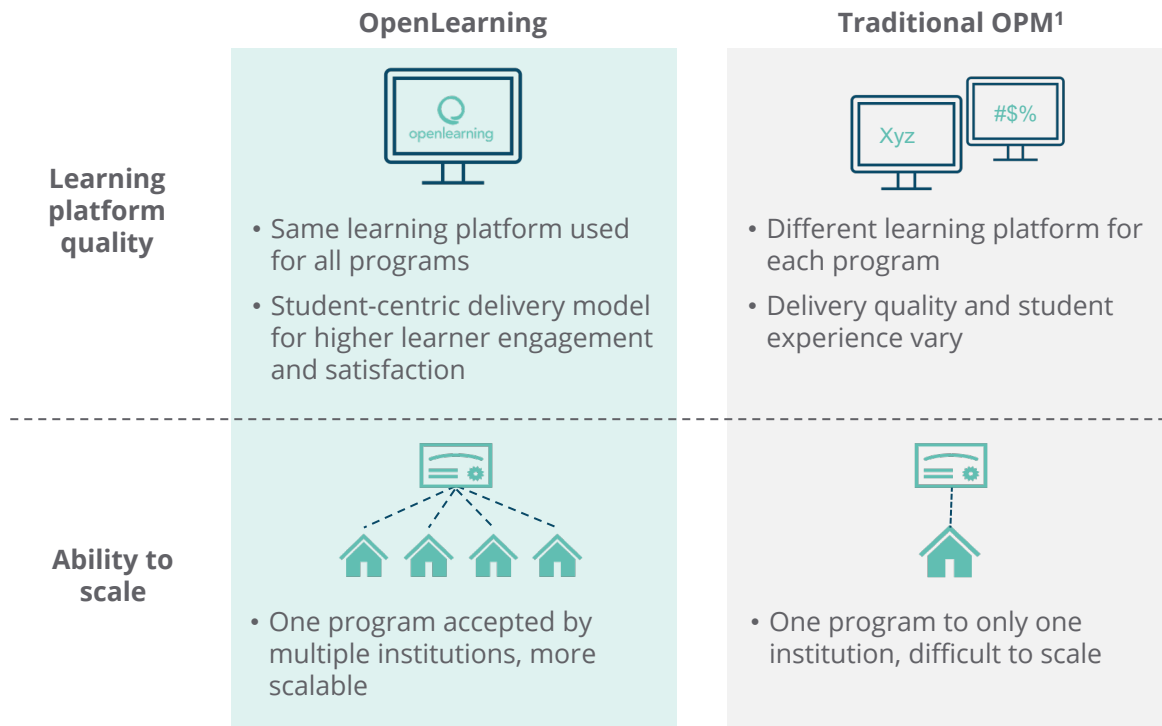 OpenLearning
Traditional OPM¹
Learning
platform
quality
openlearning
• Same learning platform used
for all programs
• Student-centric delivery model
for higher learner engagement
and satisfaction
Xyz
#$%
• Different learning platform for
each program
• Delivery quality and student
experience vary
Ability to
scale
• One program accepted by
multiple institutions, more
scalable
• One program to only one
institution, difficult to scale